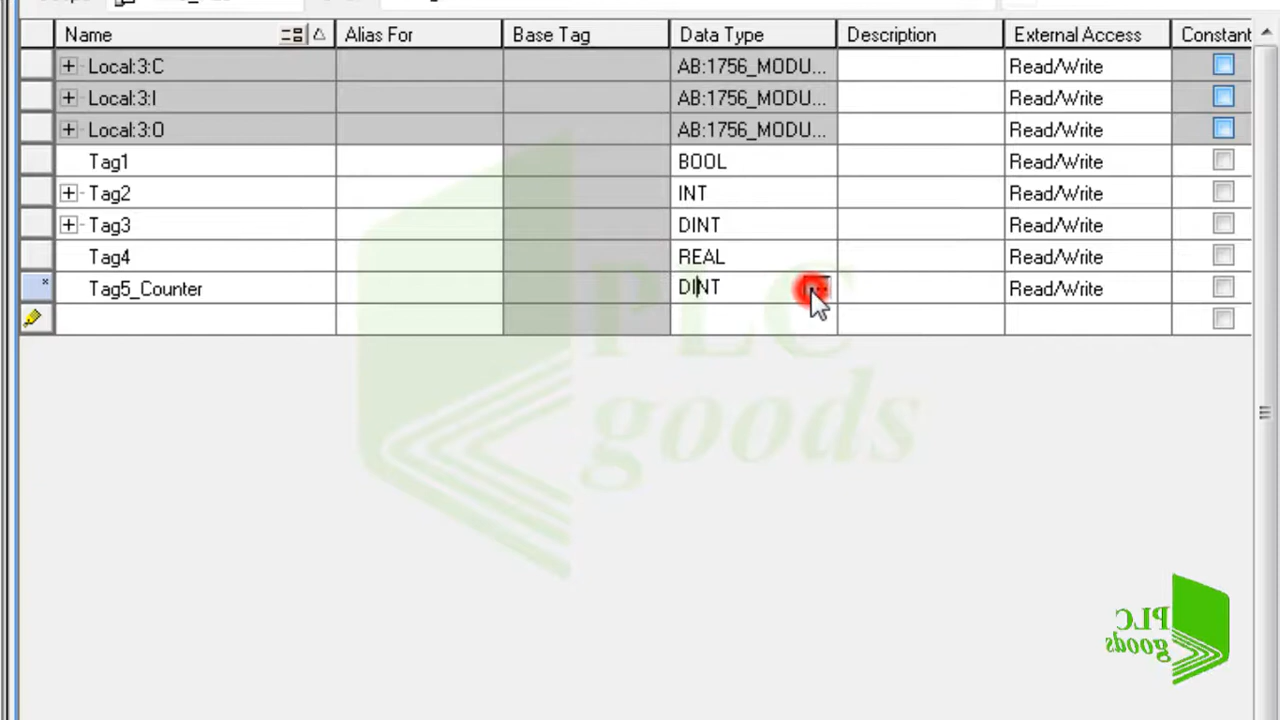 Name Alias For Base Tag Data Type Description External Access Constant
Local:3:C AB:1756_MODU... Read/Write
Local:3:I AB:1756_MODU... Read/Write
Local:3:O AB:1756_MODU... Read/Write
Tag1 BOOL Read/Write
Tag2 INT Read/Write
Tag3 DINT Read/Write
Tag4 REAL Read/Write
Tag5_Counter DINT Read/Write
PLC
goods
PLC
goods